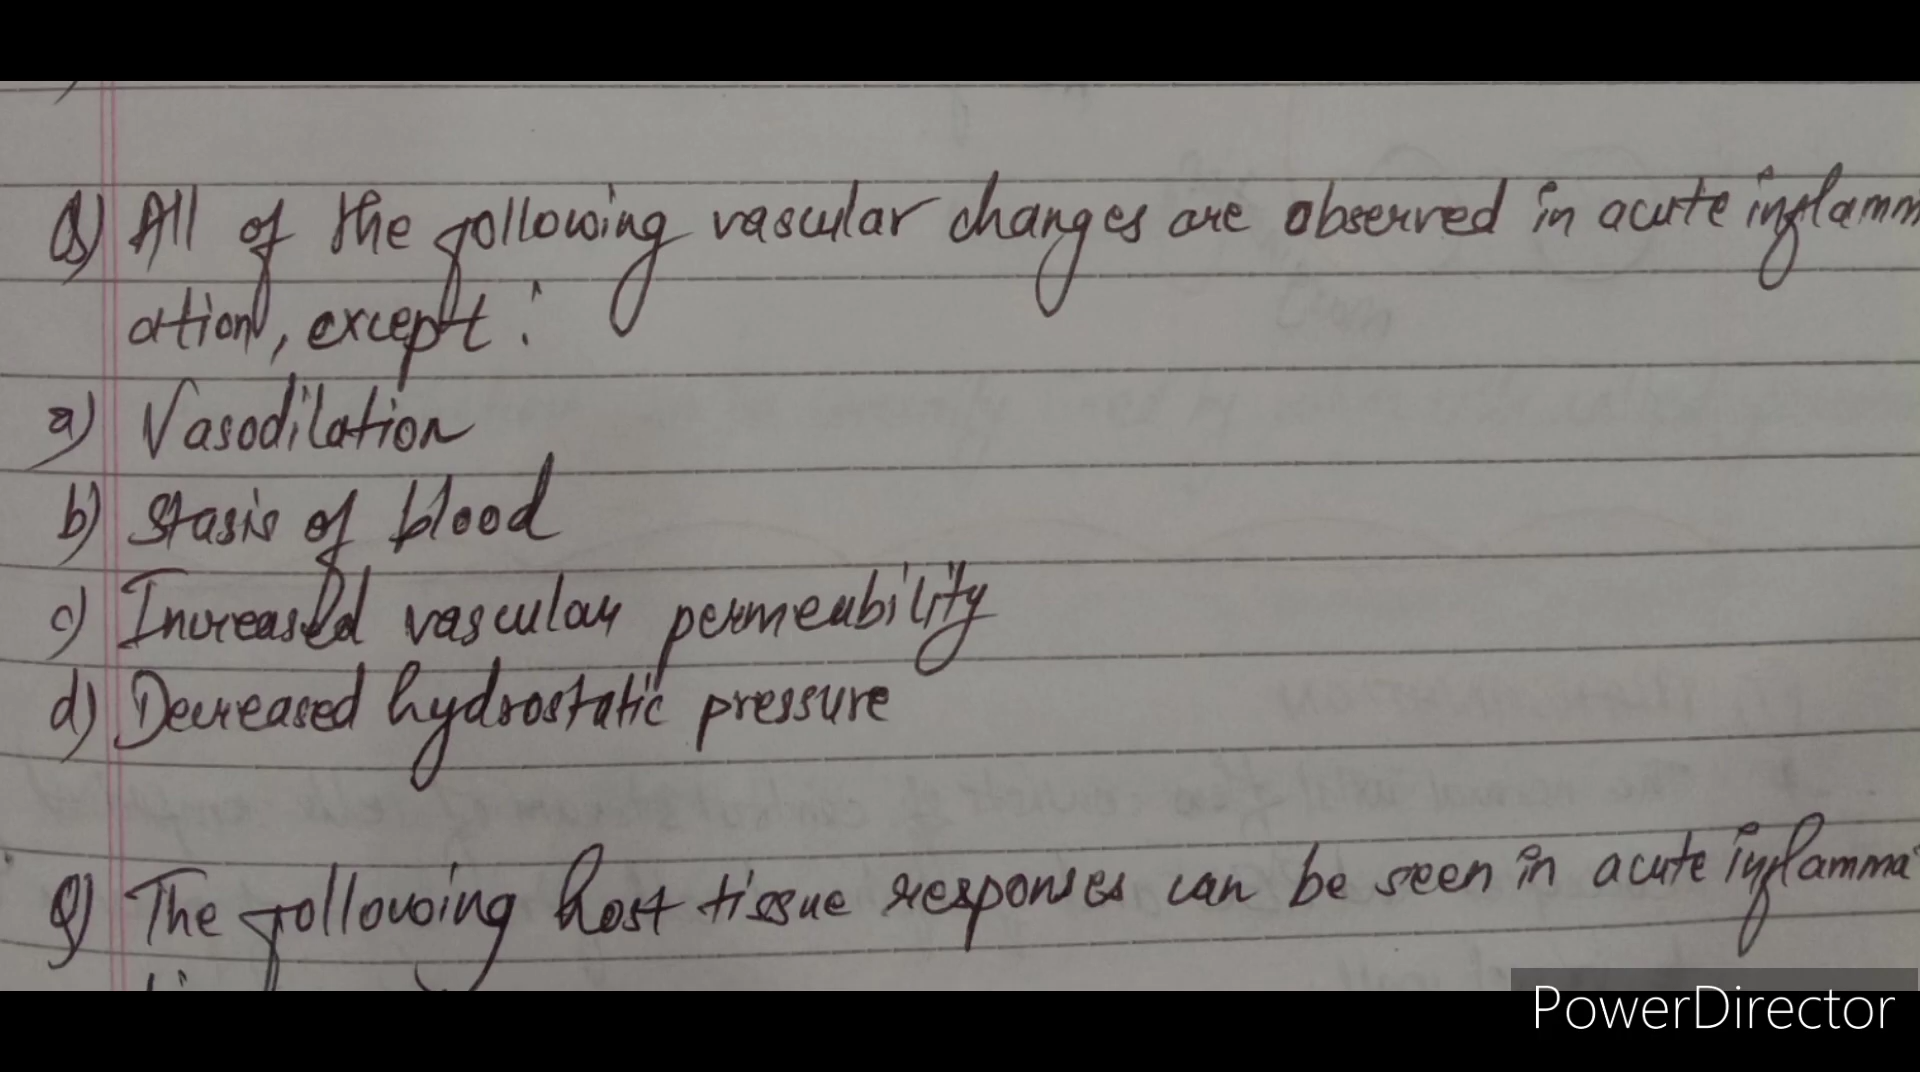 Q) All of the following vascular changes are observed in acute inflamm
ation, except :
a) Vasodilation
b) Stasis of blood
c) Increased vascular permeability
d) Decreased hydrostatic pressure
Q) The following host tissue responses can be seen in acute inflamma
PowerDirector